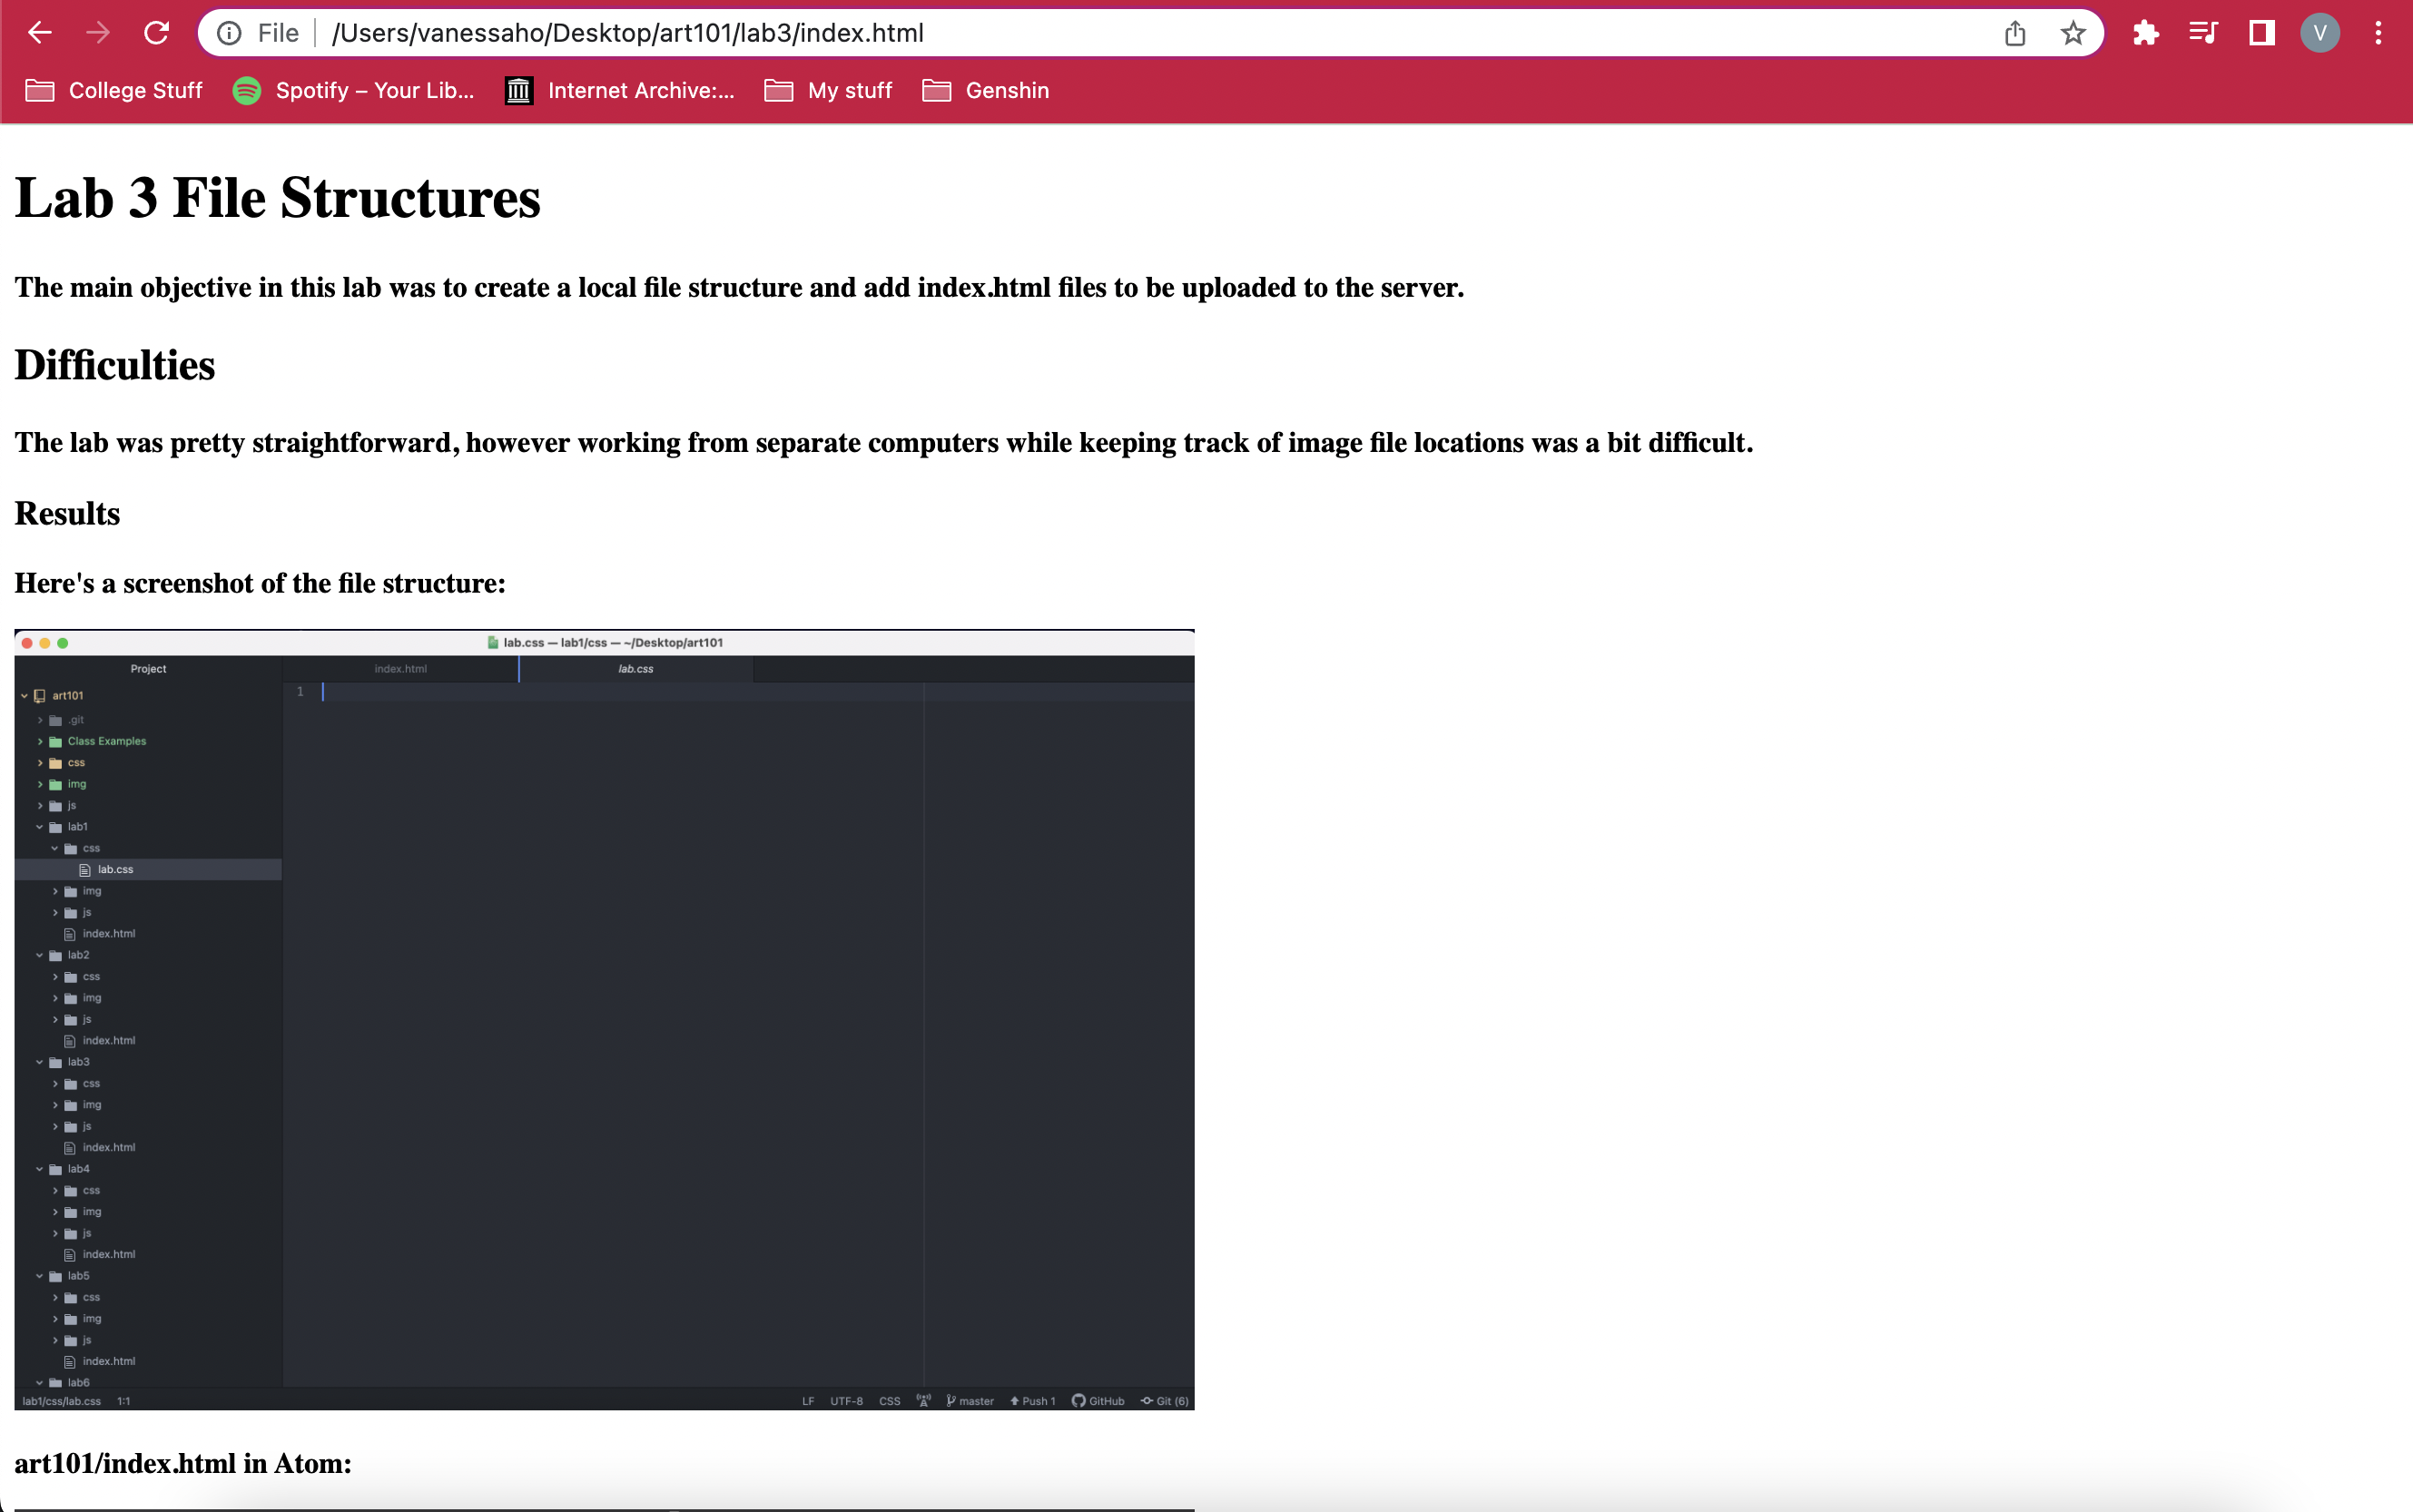 File | /Users/vanessaho/Desktop/art101/lab3/index.html V
College Stuff Spotify – Your Lib... Internet Archive:... My stuff Genshin
Lab 3 File Structures
The main objective in this lab was to create a local file structure and add index.html files to be uploaded to the server.
Difficulties
The lab was pretty straightforward, however working from separate computers while keeping track of image file locations was a bit difficult.
Results
Here's a screenshot of the file structure:
lab.css — lab1/css — ~/Desktop/art101
Project index.html lab.css
art101
1
.git
Class Examples
css
img
js
lab1
css
lab.css
img
js
index.html
lab2
css
img
js
index.html
lab3
css
img
js
index.html
lab4
css
img
js
index.html
lab5
css
img
js
index.html
lab6
lab1/css/lab.css 1:1 LF UTF-8 CSS master Push 1 GitHub Git (6)
art101/index.html in Atom: